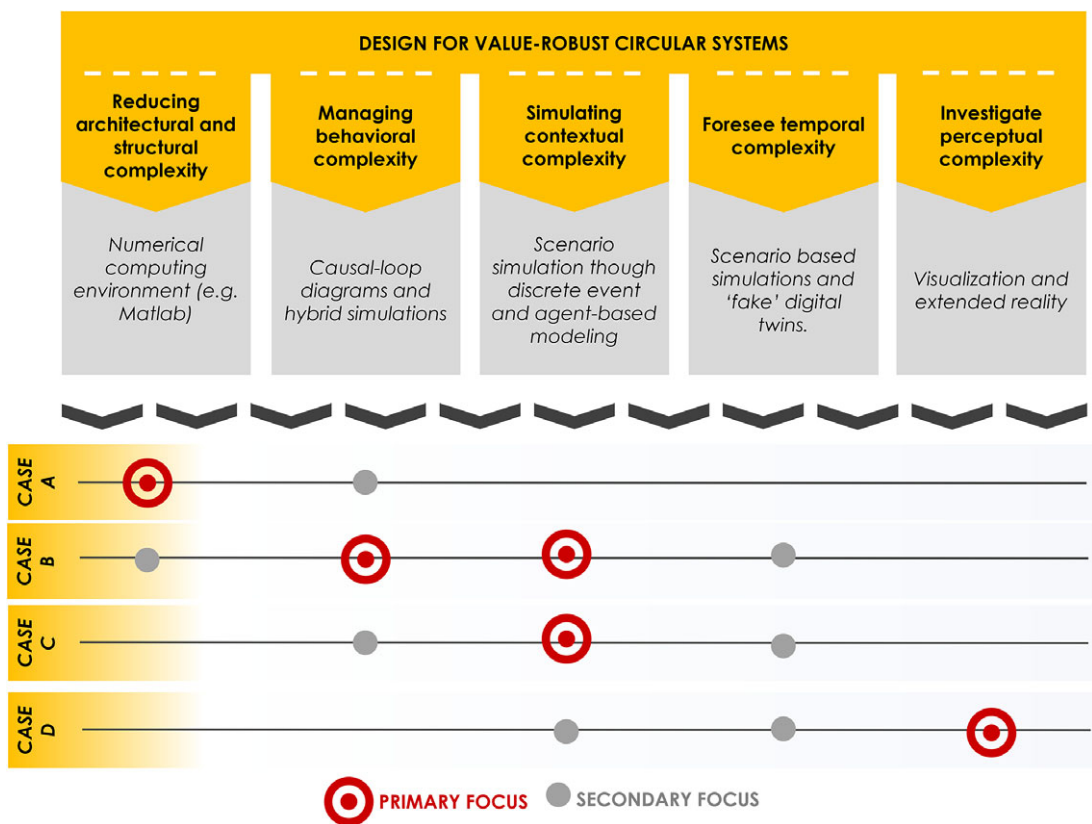 DESIGN FOR VALUE-ROBUST CIRCULAR SYSTEMS
Reducing
architectural and
structural
complexity
Managing
behavioral
complexity
Simulating
contextual
complexity
Foresee temporal
complexity
Investigate
perceptual
complexity
Numerical
computing
environment (e.g.
Matlab)
Causal-loop
diagrams and
hybrid simulations
Scenario
simulation though
discrete event
and agent-based
modeling
Scenario based
simulations and
‘fake’ digital
twins.
Visualization and
extended reality
CASE
A
CASE
B
CASE
C
CASE
D
PRIMARY FOCUS
SECONDARY FOCUS